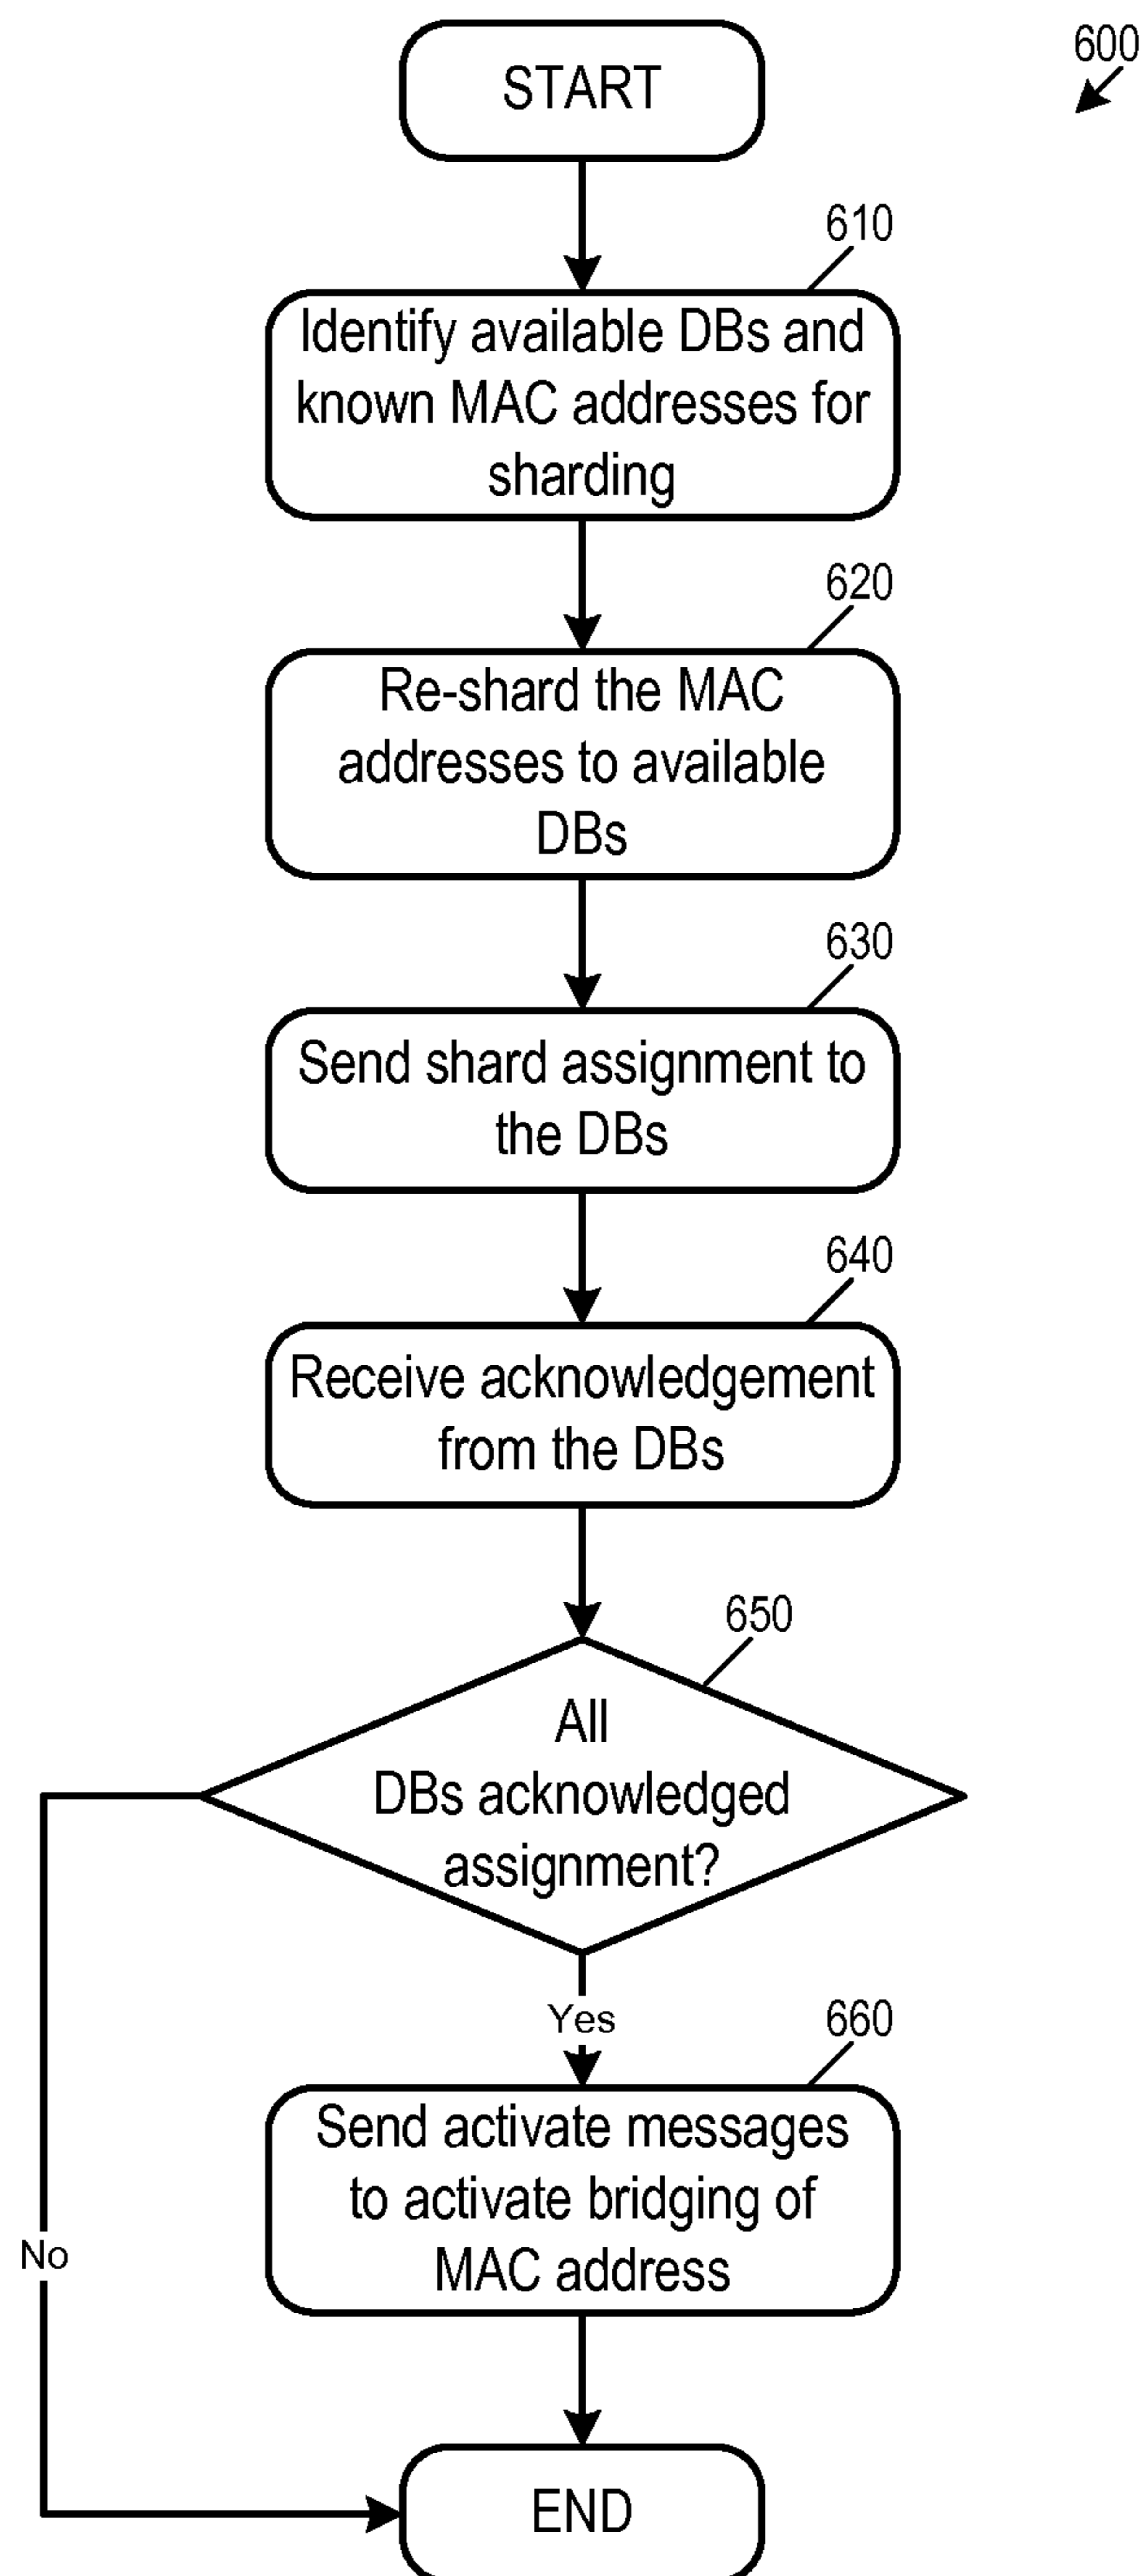 600
START
610
Identify available DBs and
known MAC addresses for
sharding
620
Re-shard the MAC
addresses to available
DBs
630
Send shard assignment to
the DBs
640
Receive acknowledgement
from the DBs
650
All
DBs acknowledged
assignment?
Yes
660
Send activate messages
to activate bridging of
MAC address
No
END